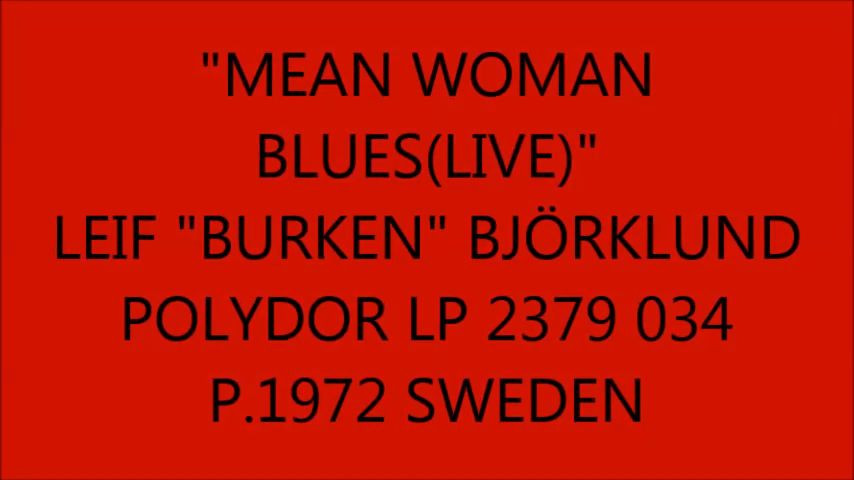 "MEAN WOMAN
BLUES(LIVE)"
LEIF "BURKEN" BJÖRKLUND
POLYDOR LP 2379 034
P.1972 SWEDEN